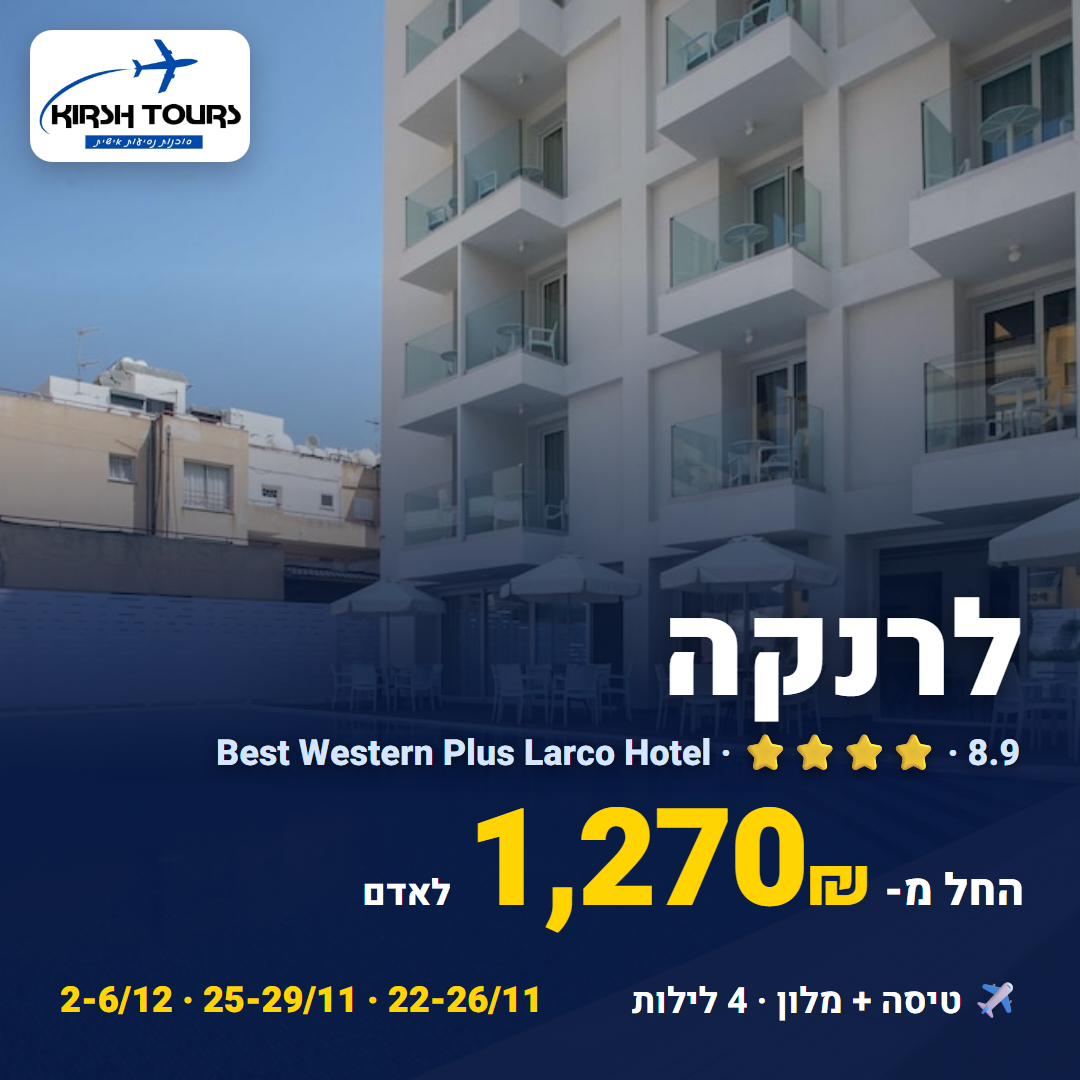 KIRSH TOURS
סוכנות נסיעות אישית
לרנקה
Best Western Plus Larco Hotel · ⭐⭐⭐⭐ · 8.9
החל מ- ₪1,270 לאדם
✈️ טיסה + מלון · 4 לילות
22-26/11 · 25-29/11 · 2-6/12